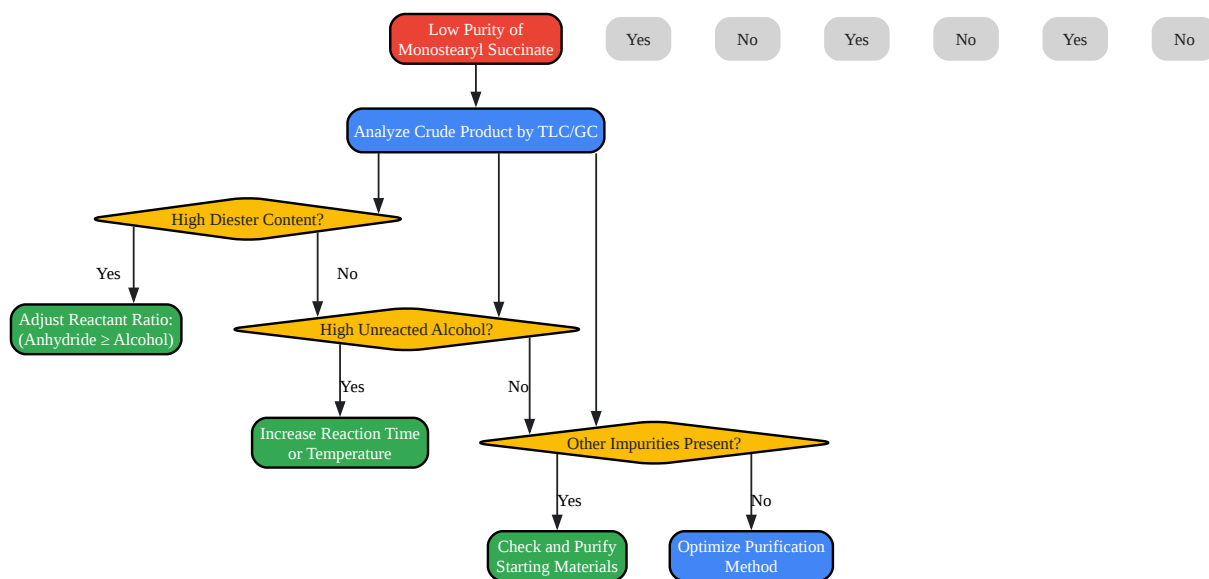 Low Purity of
Monostearyl Succinate
Yes
No
Yes
No
Yes
No
Analyze Crude Product by TLC/GC
High Diester Content?
Yes
No
Adjust Reactant Ratio:
(Anhydride ≥ Alcohol)
High Unreacted Alcohol?
Yes
No
Increase Reaction Time
or Temperature
Other Impurities Present?
Yes
No
Check and Purify
Starting Materials
Optimize Purification
Method